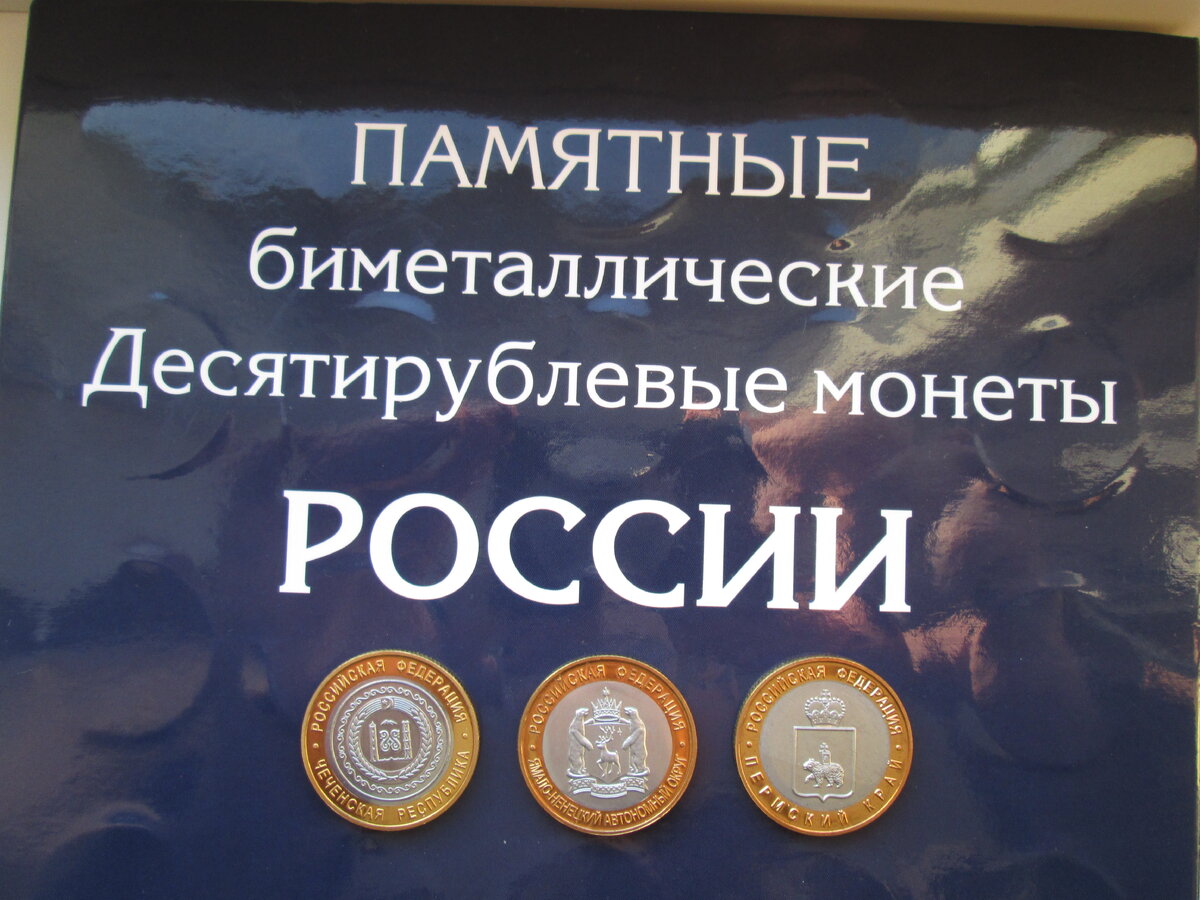 ПАМЯТНЫЕ
биметаллические
Десятирублевые монеты
РОССИИ
РОССИЙСКАЯ ФЕДЕРАЦИЯ
ЧЕЧЕНСКАЯ РЕСПУБЛИКА
РОССИЙСКАЯ ФЕДЕРАЦИЯ
ЯМАЛО-НЕНЕЦКИЙ АВТОНОМНЫЙ ОКРУГ
РОССИЙСКАЯ ФЕДЕРАЦИЯ
ПЕРМСКИЙ КРАЙ